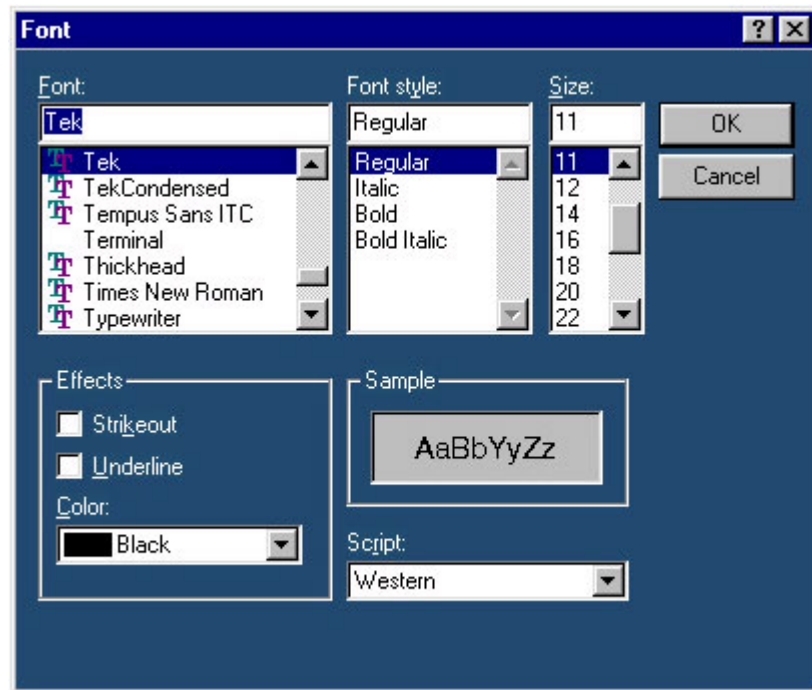 Font
Font:
Tek
Tek
TekCondensed
Tempus Sans ITC
Terminal
Thickhead
Times New Roman
Typewriter
Font style:
Regular
Regular
Italic
Bold
Bold Italic
Size:
11
11
12
14
16
18
20
22
OK
Cancel
Effects
Strikeout
Underline
Color:
Black
Sample
AaBbYyZz
Script:
Western